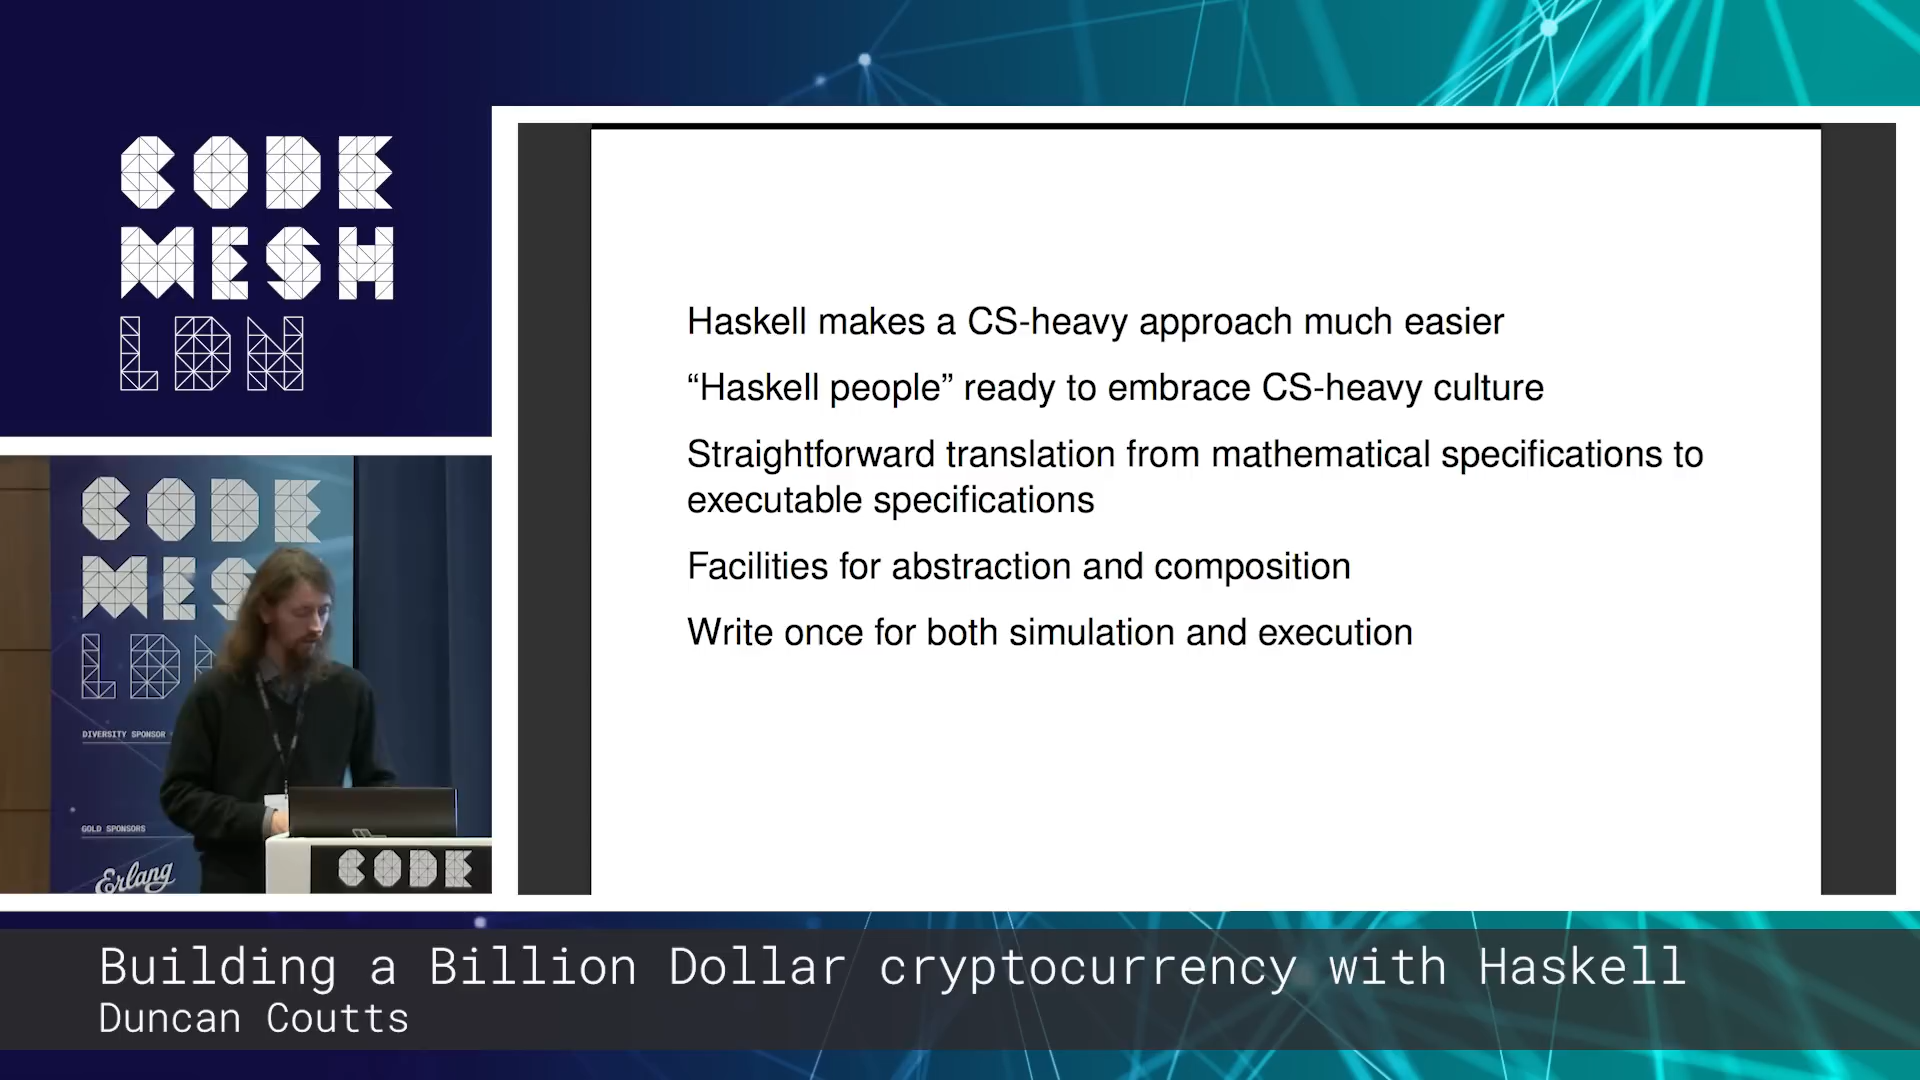 CODE
MESH
LDN
Haskell makes a CS-heavy approach much easier
“Haskell people” ready to embrace CS-heavy culture
Straightforward translation from mathematical specifications to
executable specifications
Facilities for abstraction and composition
Write once for both simulation and execution
CODE
MES
LDN
DIVERSITY SPONSOR
GOLD SPONSORS
Erlang
CODE
Building a Billion Dollar cryptocurrency with Haskell
Duncan Coutts